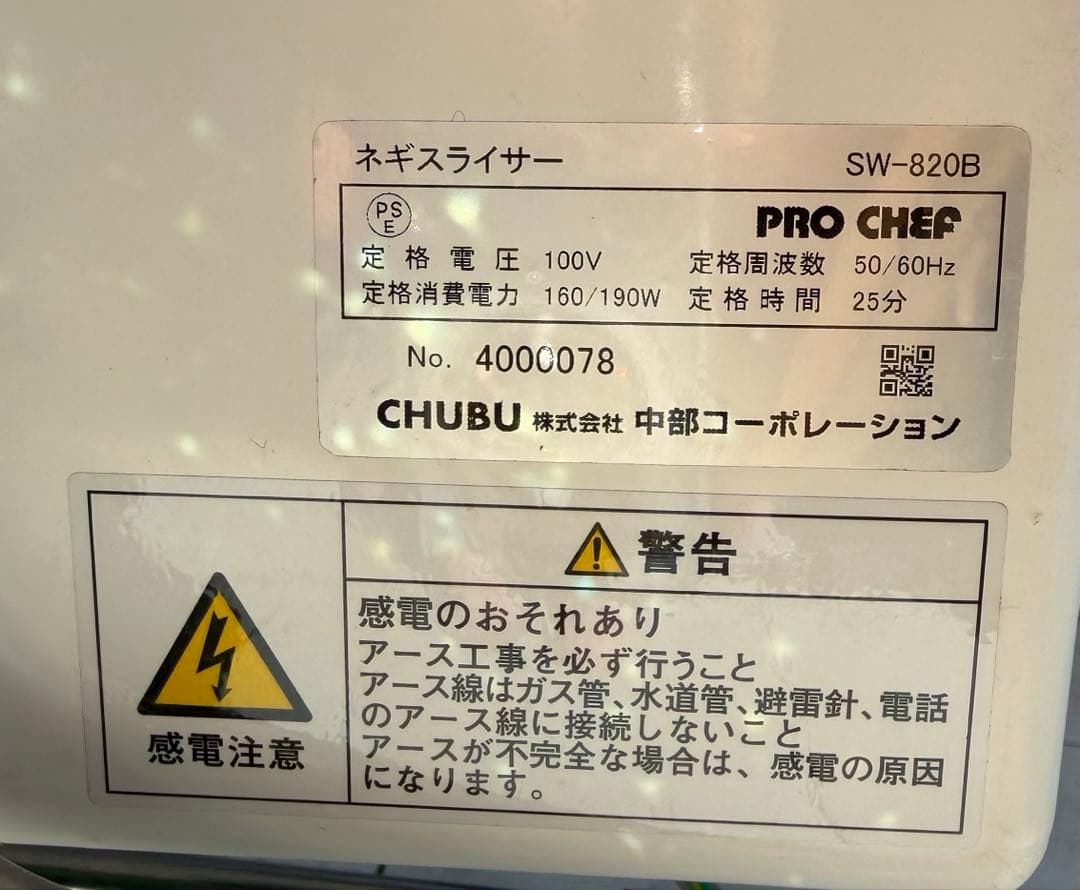 ネギスライサー SW-820B
PS
E
PRO CHEF
定格電圧 100V 定格周波数 50/60Hz
定格消費電力 160/190W 定格時間 25分
No. 4000078
CHUBU 株式会社 中部コーポレーション
警告
感電のおそれあり
アース工事を必ず行うこと
アース線はガス管、水道管、避雷針、電話
のアース線に接続しないこと
アースが不完全な場合は、感電の原因
になります。
感電注意